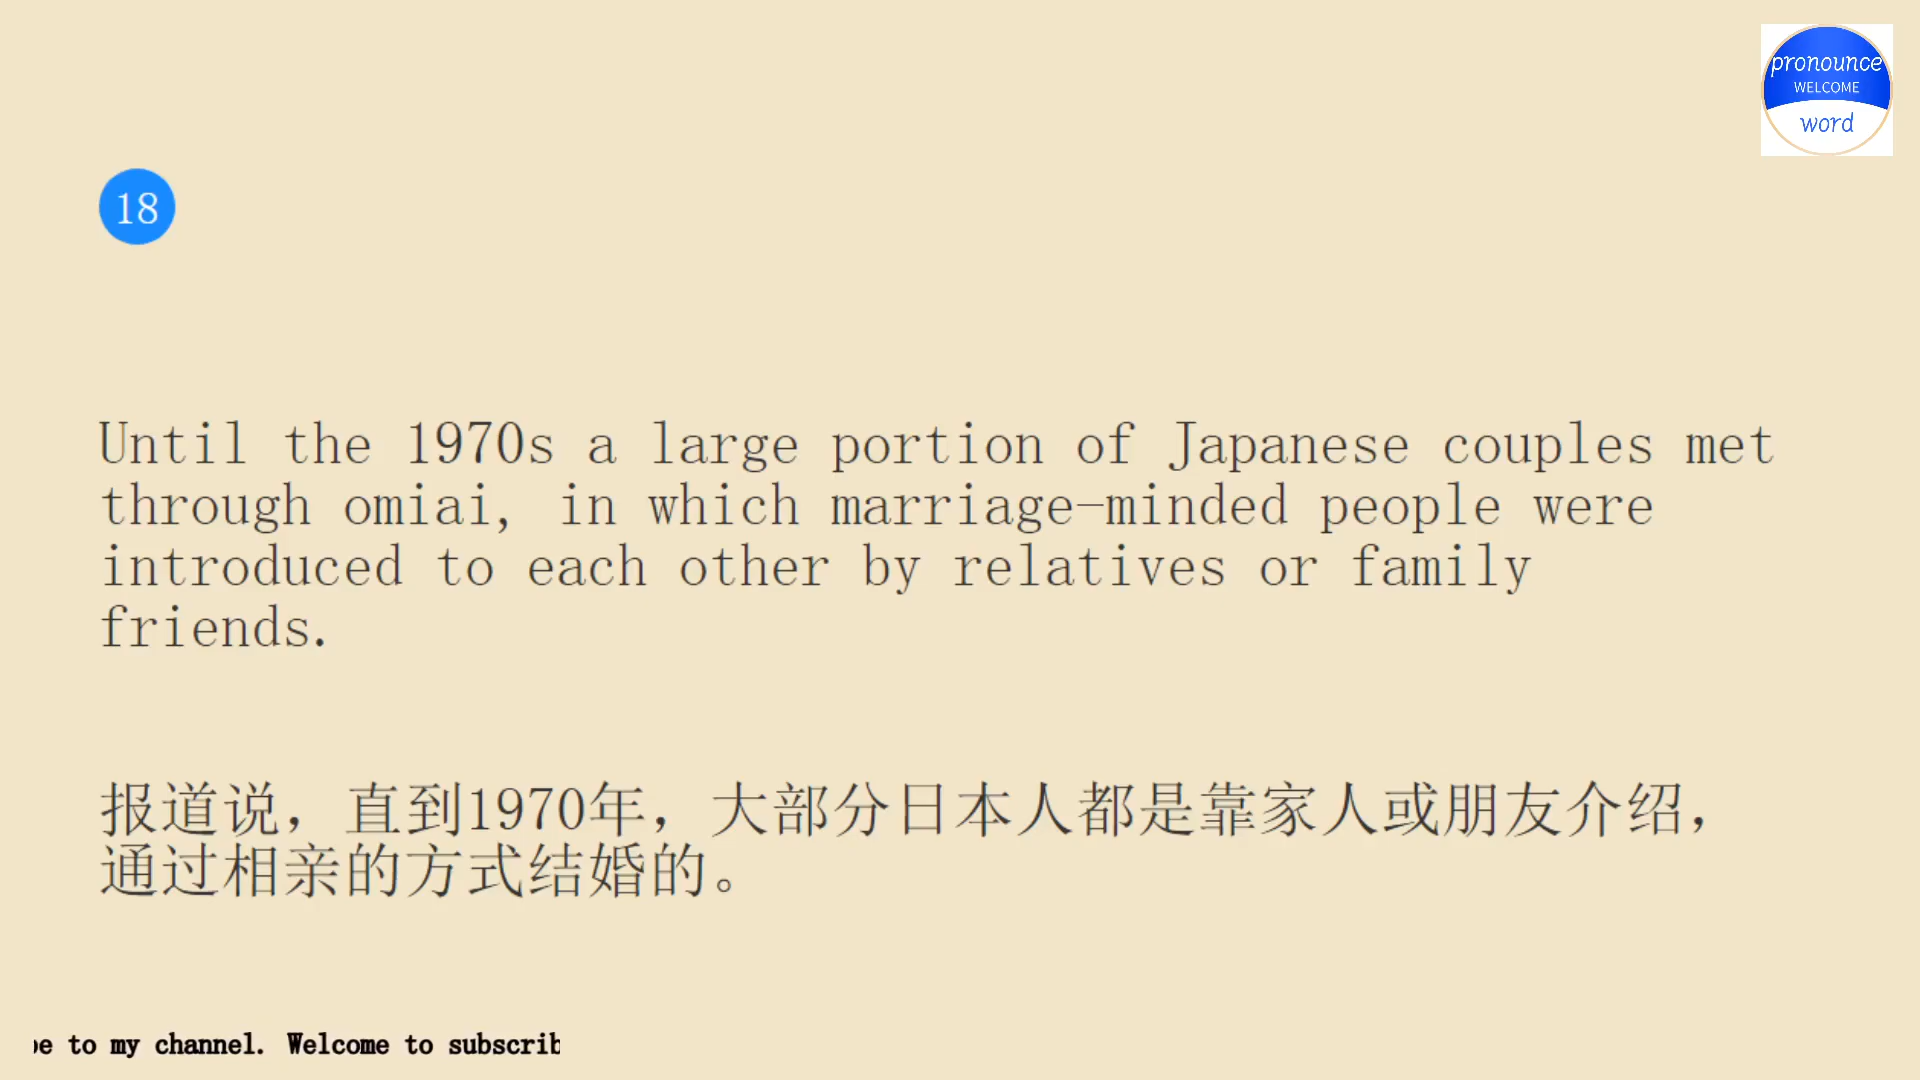 pronounce
WELCOME
word
18
Until the 1970s a large portion of Japanese couples met
through omiai, in which marriage-minded people were
introduced to each other by relatives or family
friends.
报道说，直到1970年，大部分日本人都是靠家人或朋友介绍，
通过相亲的方式结婚的。
to my channel. Welcome to